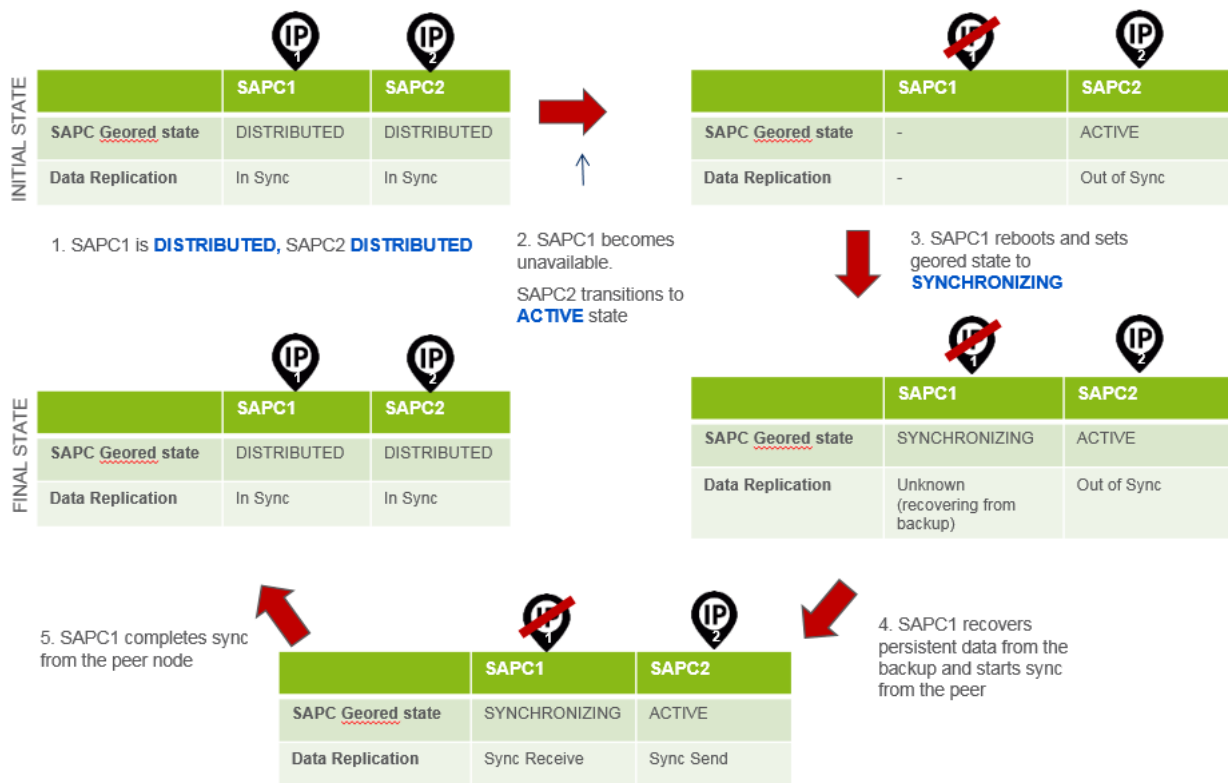 INITIAL STATE
IP
1
IP
2
SAPC1 SAPC2
SAPC Geored state DISTRIBUTED DISTRIBUTED
Data Replication In Sync In Sync
1. SAPC1 is DISTRIBUTED, SAPC2 DISTRIBUTED
2. SAPC1 becomes
unavailable.
SAPC2 transitions to
ACTIVE state
IP
1
IP
2
SAPC1 SAPC2
SAPC Geored state - ACTIVE
Data Replication - Out of Sync
3. SAPC1 reboots and sets
geored state to
SYNCHRONIZING
IP
1
IP
2
SAPC1 SAPC2
SAPC Geored state SYNCHRONIZING ACTIVE
Data Replication Unknown Out of Sync
(recovering from
backup)
4. SAPC1 recovers
persistent data from the
backup and starts sync
from the peer
IP
1
IP
2
SAPC1 SAPC2
SAPC Geored state SYNCHRONIZING ACTIVE
Data Replication Sync Receive Sync Send
5. SAPC1 completes sync
from the peer node
FINAL STATE
IP
1
IP
2
SAPC1 SAPC2
SAPC Geored state DISTRIBUTED DISTRIBUTED
Data Replication In Sync In Sync